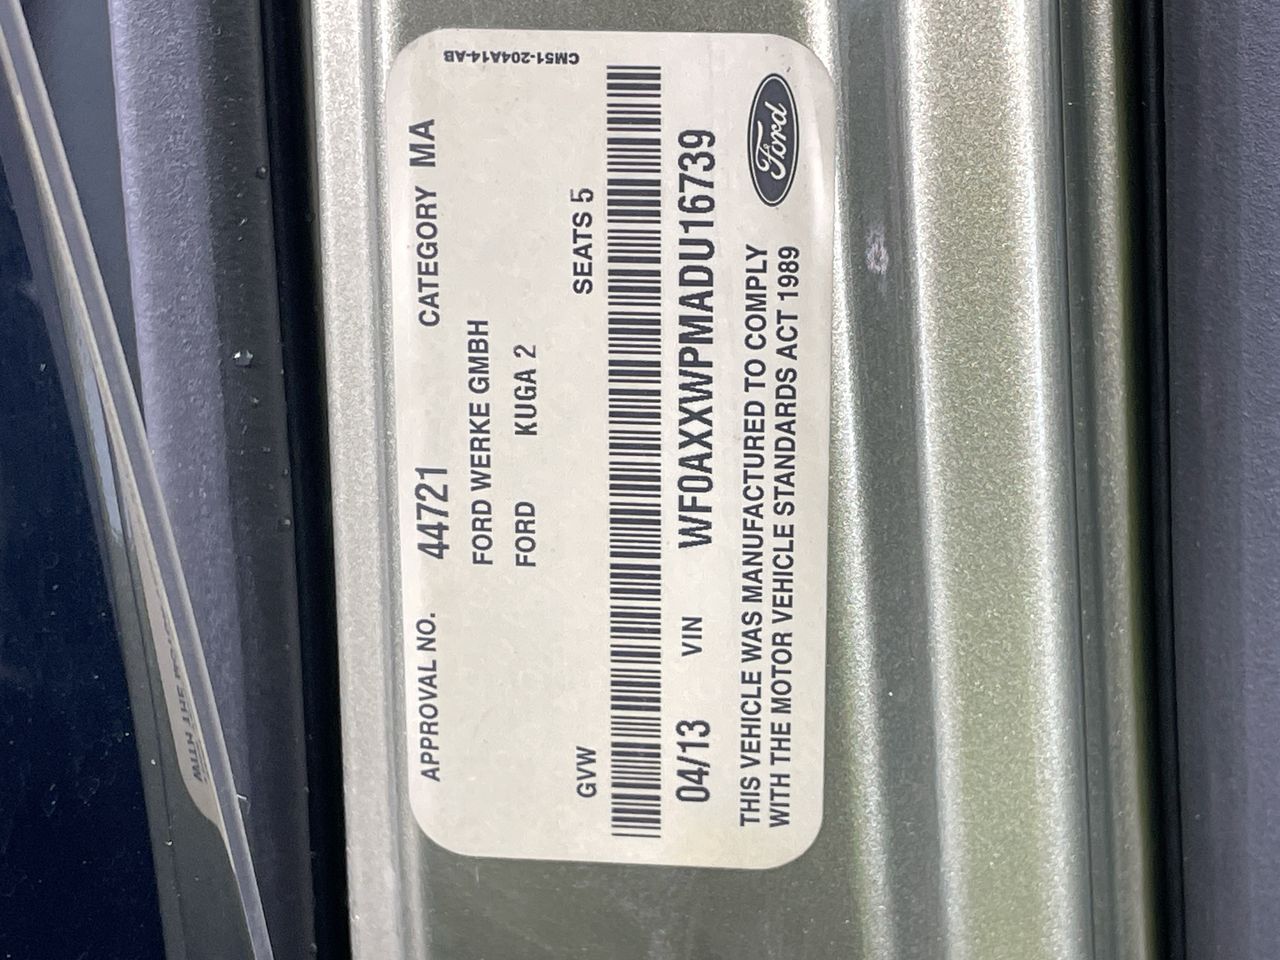 CM51-204A14-AB
APPROVAL NO. 44721 CATEGORY MA
FORD WERKE GMBH
FORD KUGA 2
GVW SEATS 5
04/13 VIN WF0AXXWPMADU16739
THIS VEHICLE WAS MANUFACTURED TO COMPLY
WITH THE MOTOR VEHICLE STANDARDS ACT 1989
Ford